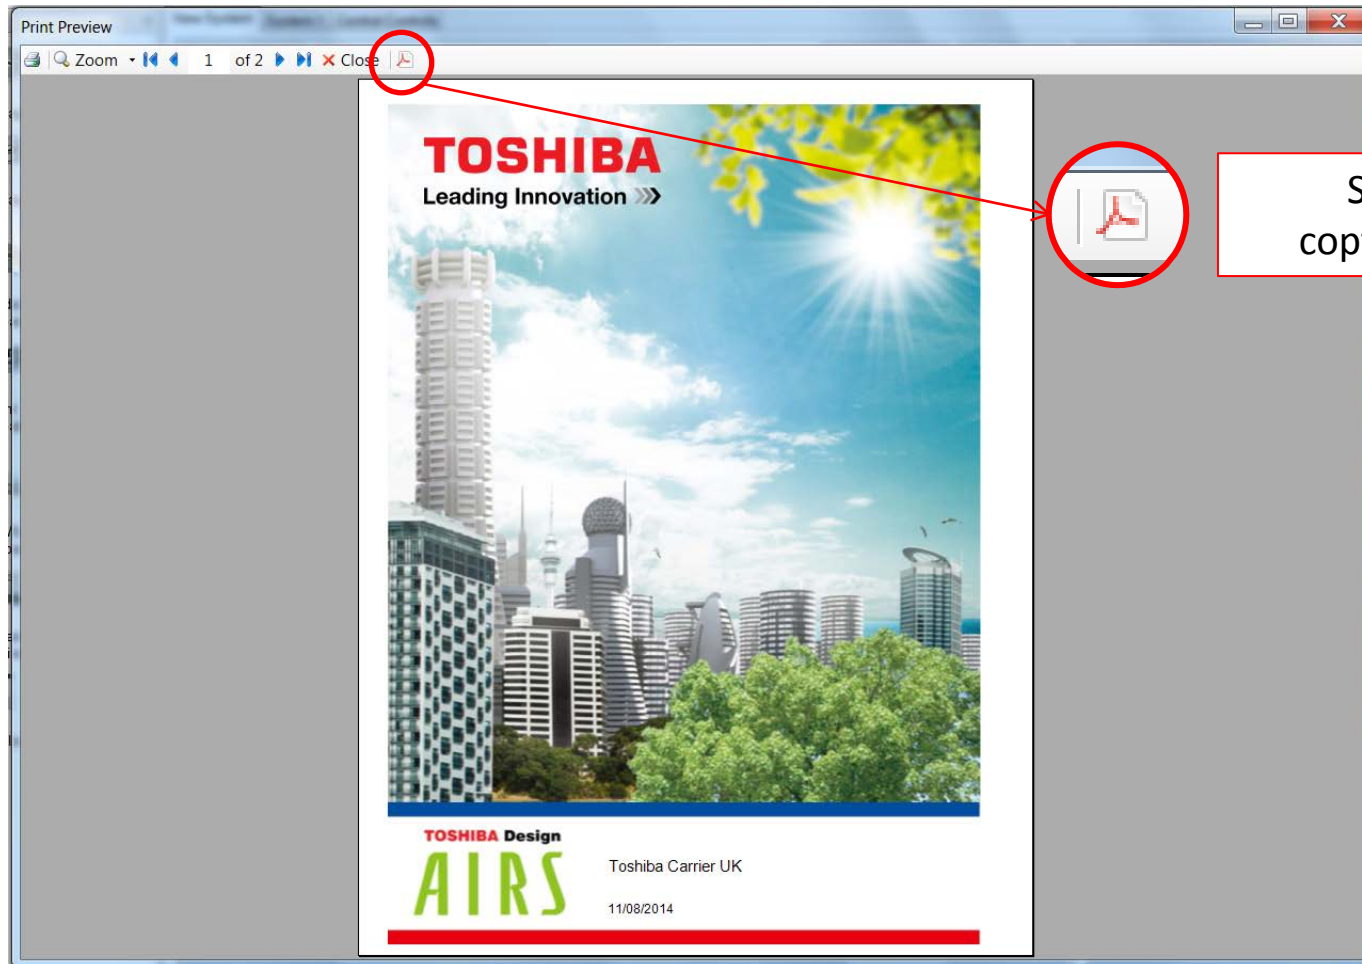 Print Preview
Zoom 1 of 2 Close
TOSHIBA
Leading Innovation
TOSHIBA Design
AIRS
Toshiba Carrier UK
11/08/2014